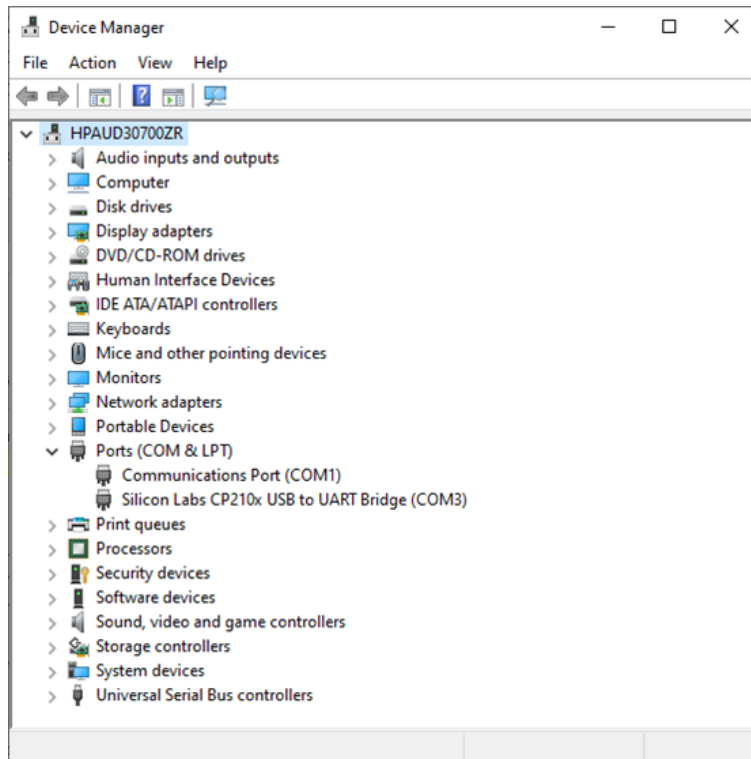 Device Manager
File Action View Help
HPAUD30700ZR
Audio inputs and outputs
Computer
Disk drives
Display adapters
DVD/CD-ROM drives
Human Interface Devices
IDE ATA/ATAPI controllers
Keyboards
Mice and other pointing devices
Monitors
Network adapters
Portable Devices
Ports (COM & LPT)
Communications Port (COM1)
Silicon Labs CP210x USB to UART Bridge (COM3)
Print queues
Processors
Security devices
Software devices
Sound, video and game controllers
Storage controllers
System devices
Universal Serial Bus controllers